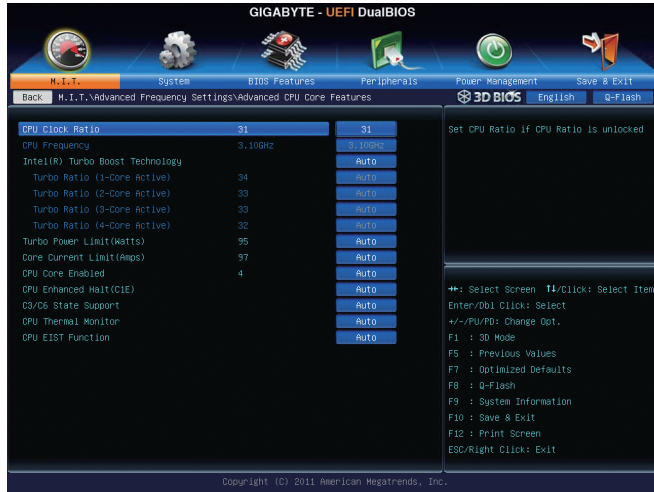 GIGABYTE - UEFI DualBIOS
M.I.T. System BIOS Features Peripherals Power Management Save & Exit
Back M.I.T.\Advanced Frequency Settings\Advanced CPU Core Features 3D BIOS English Q-Flash
CPU Clock Ratio 31 31
CPU Frequency 3.10GHz 3.10GHz
Intel(R) Turbo Boost Technology Auto
Turbo Ratio (1-Core Active) 34 Auto
Turbo Ratio (2-Core Active) 33 Auto
Turbo Ratio (3-Core Active) 33 Auto
Turbo Ratio (4-Core Active) 32 Auto
Turbo Power Limit(Watts) 95 Auto
Core Current Limit(Amps) 97 Auto
CPU Core Enabled 4 Auto
CPU Enhanced Halt(C1E) Auto
C3/C6 State Support Auto
CPU Thermal Monitor Auto
CPU EIST Function Auto
Set CPU Ratio if CPU Ratio is unlocked
→←: Select Screen ↑↓/Click: Select Item
Enter/Dbl Click: Select
+/-/PU/PD: Change Opt.
F1 : 3D Mode
F5 : Previous Values
F7 : Optimized Defaults
F8 : Q-Flash
F9 : System Information
F10 : Save & Exit
F12 : Print Screen
ESC/Right Click: Exit
Copyright (C) 2011 American Megatrends, Inc.